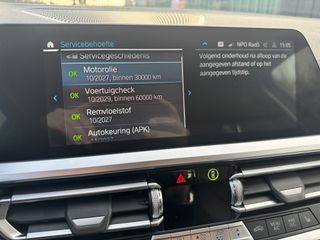 Servicebehoefte
NPO Rad5
15:05
Servicegeschiedenis
OK Motorolie
10/2027, binnen 30000 km
OK Voertuigcheck
10/2029, binnen 60000 km
OK Remvloeistof
10/2027
OK Autokeuring (APK)
Volgend onderhoud na afloop van de
aangegeven afstand of op het
aangegeven tijdstip.